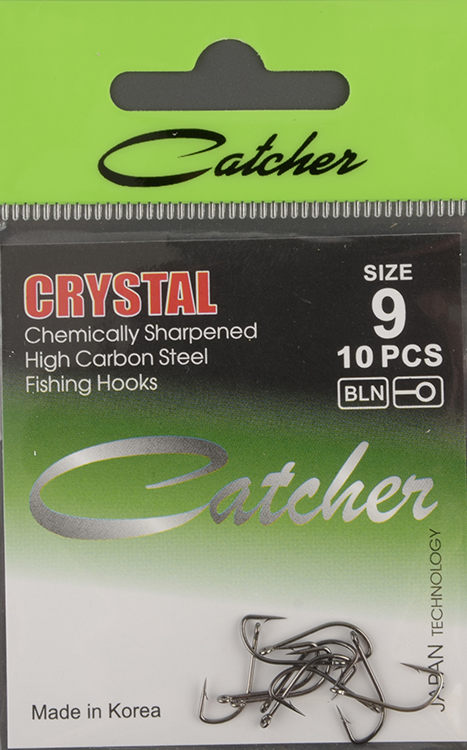 Catcher
CRYSTAL
Chemically Sharpened
High Carbon Steel
Fishing Hooks
SIZE
9
10 PCS
BLN
Catcher
JAPAN TECHNOLOGY
Made in Korea